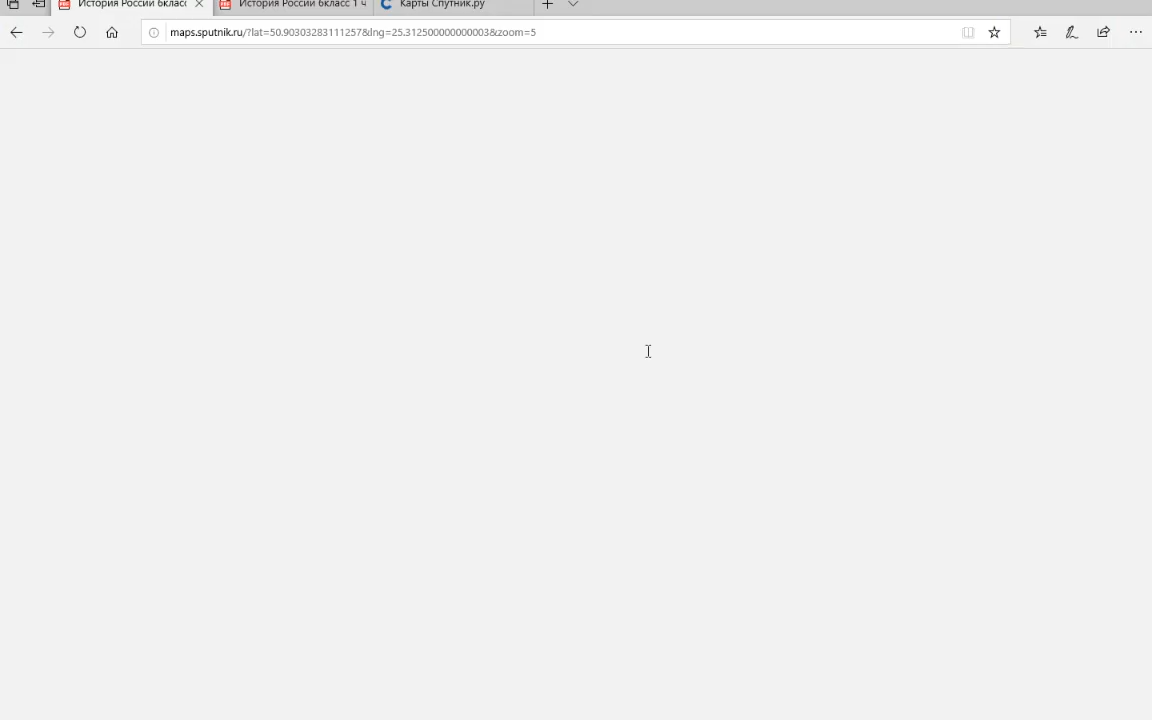 История России 6класс
История России 6класс 1 ч
Карты Спутник.ру
maps.sputnik.ru/?lat=50.90303283111257&lng=25.312500000000003&zoom=5